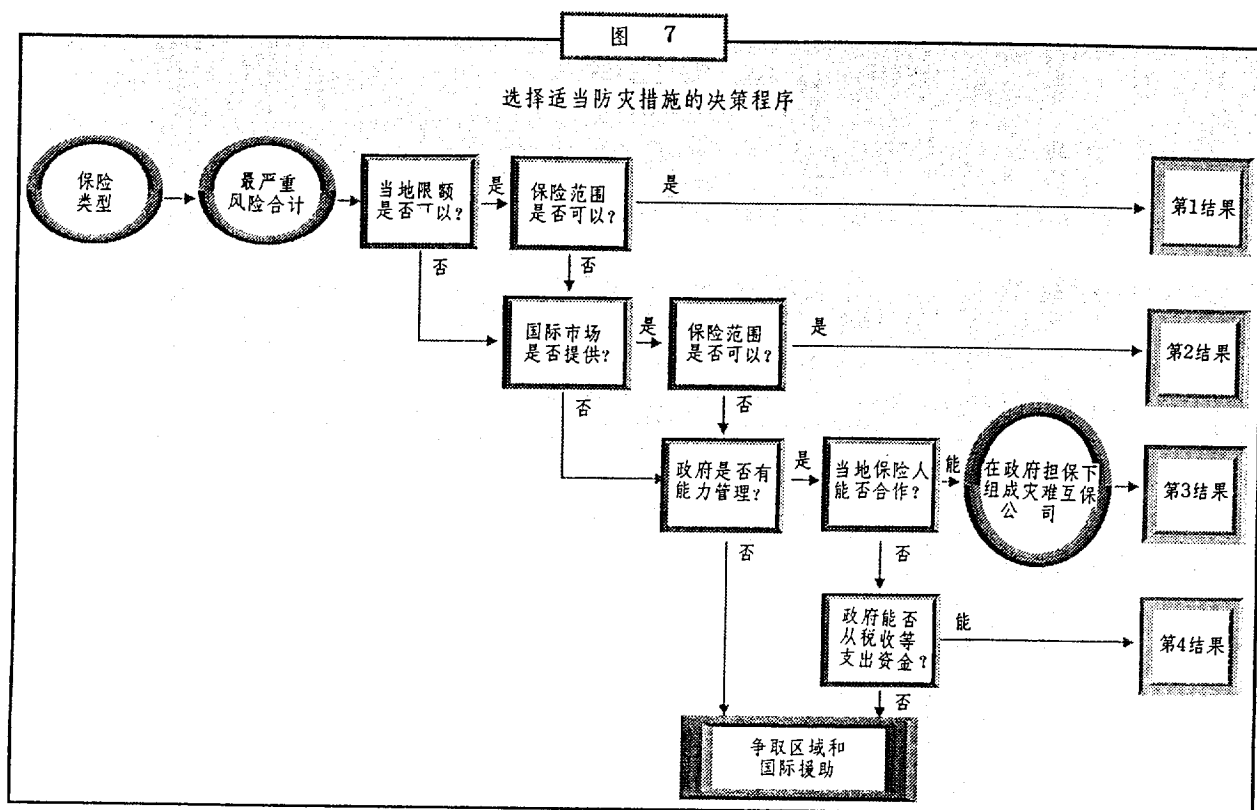 图 7
选择适当防灾措施的决策程序
保险
类型
最严重
风险合计
当地限额
是否可以?
是
保险范围
是否可以?
是
第1结果
否
否
国际市场
是否提供?
是
保险范围
是否可以?
是
第2结果
否
否
政府是否有
能力管理?
是
当地保险人
能否合作?
能
在政府担保下
组成灾难互保
公 司
第3结果
否
否
政府能否
从税收等
支出资金?
能
第4结果
否
争取区域和
国际援助